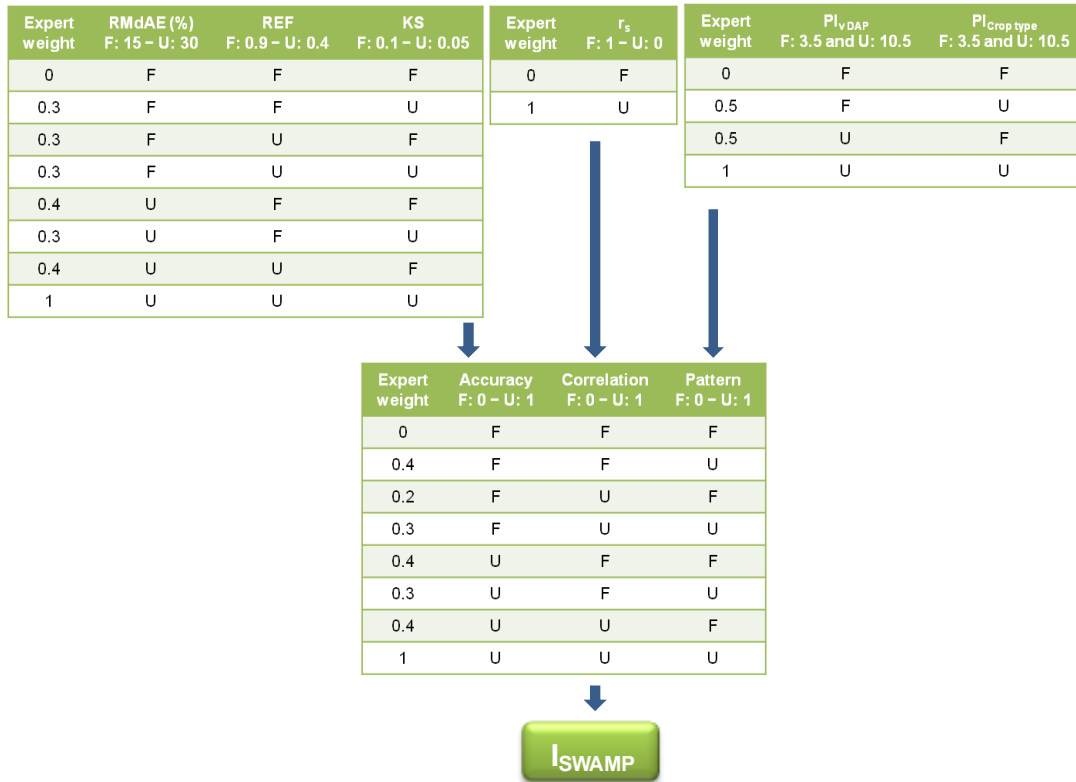 Expert weight RMdAE (%) F: 15 – U: 30 REF F: 0.9 – U: 0.4 KS F: 0.1 – U: 0.05
0 F F F
0.3 F F U
0.3 F U F
0.3 F U U
0.4 U F F
0.3 U F U
0.4 U U F
1 U U U
Expert weight rs F: 1 – U: 0
0 F
1 U
Expert weight PIvDAP F: 3.5 and U: 10.5 PICrop type F: 3.5 and U: 10.5
0 F F
0.5 F U
0.5 U F
1 U U
Expert weight Accuracy F: 0 – U: 1 Correlation F: 0 – U: 1 Pattern F: 0 – U: 1
0 F F F
0.4 F F U
0.2 F U F
0.3 F U U
0.4 U F F
0.3 U F U
0.4 U U F
1 U U U
ISWAMP